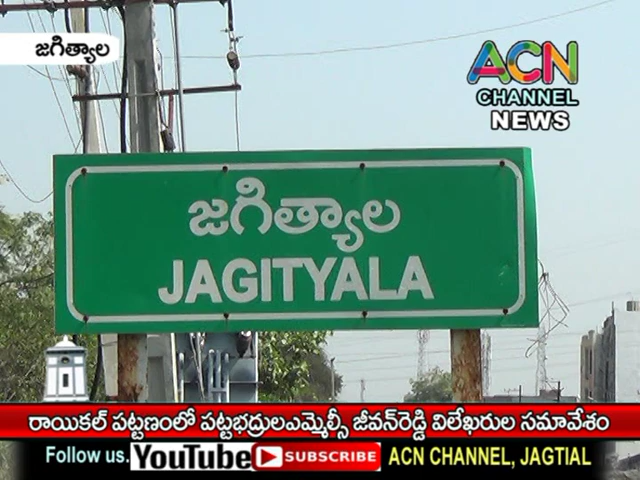 జగిత్యాల
ACN
CHANNEL
NEWS
జగిత్యాల
JAGITYALA
రాయికల్ పట్టణంలో పట్టభద్రులఎమ్మెల్సీ జీవన్‌రెడ్డి విలేఖరుల సమావేశం
Follow us. YouTube SUBSCRIBE ACN CHANNEL, JAGTIAL